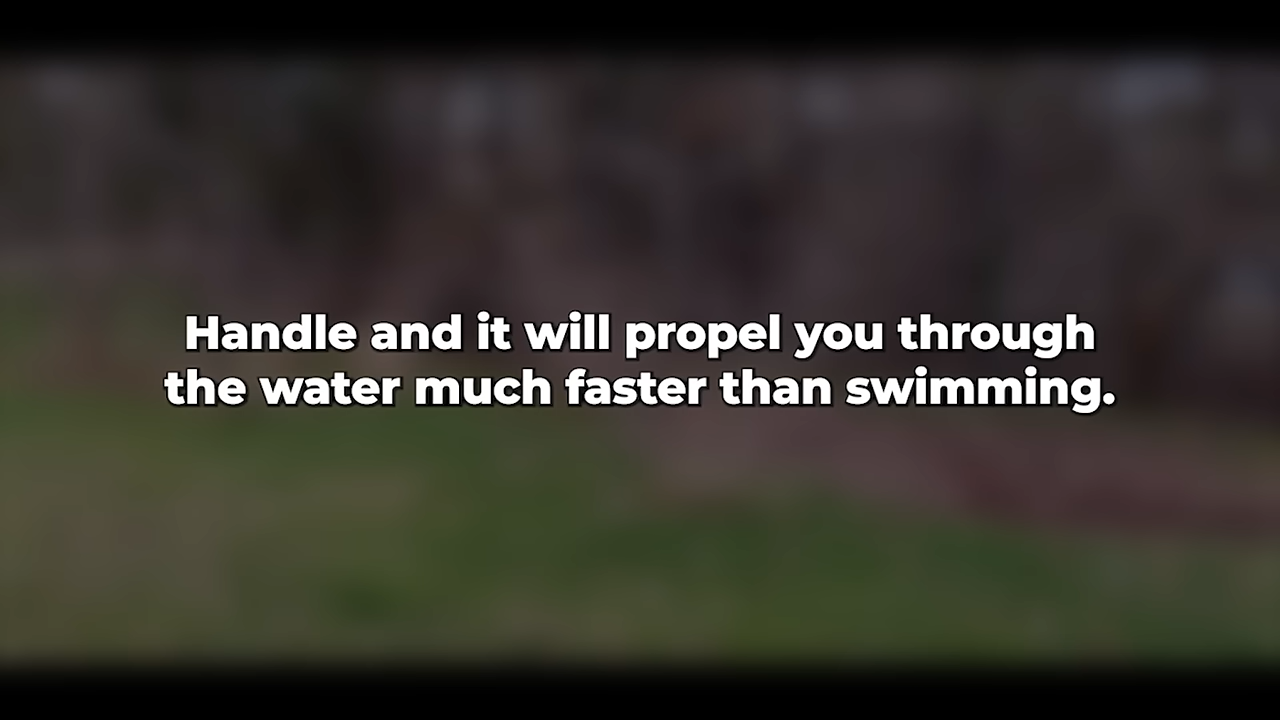 Handle and it will propel you through
the water much faster than swimming.